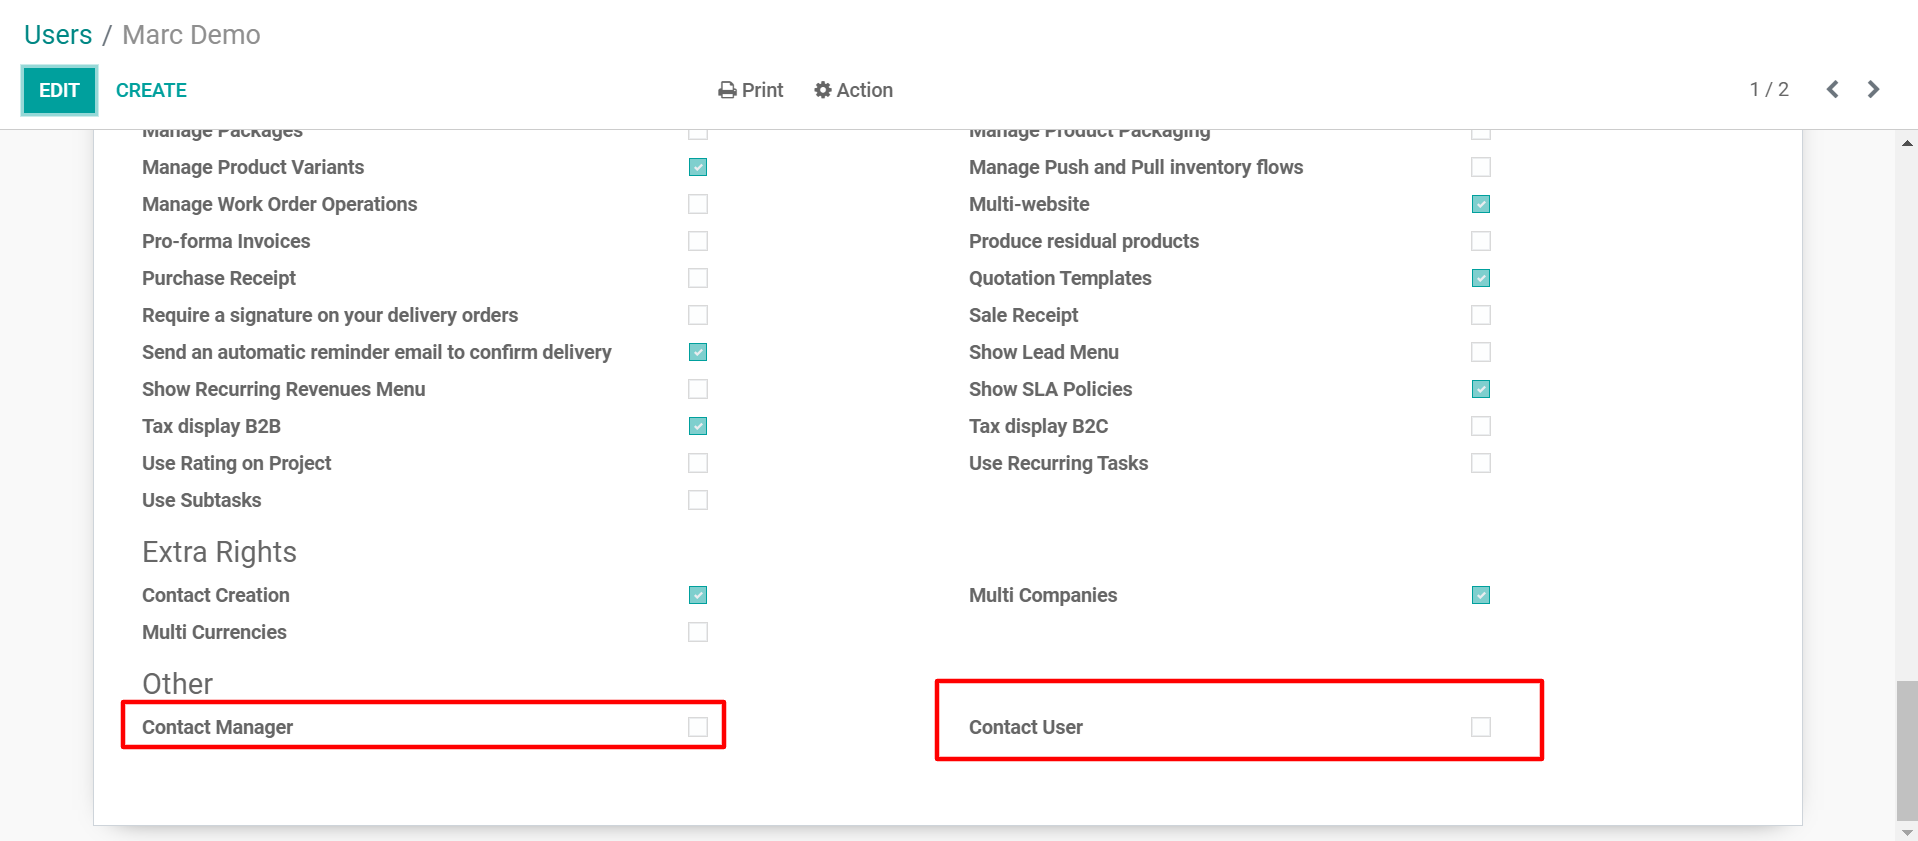 Users / Marc Demo
EDIT CREATE Print Action 1 / 2
Manage Packages Manage Product Packaging
Manage Product Variants Manage Push and Pull inventory flows
Manage Work Order Operations Multi-website
Pro-forma Invoices Produce residual products
Purchase Receipt Quotation Templates
Require a signature on your delivery orders Sale Receipt
Send an automatic reminder email to confirm delivery Show Lead Menu
Show Recurring Revenues Menu Show SLA Policies
Tax display B2B Tax display B2C
Use Rating on Project Use Recurring Tasks
Use Subtasks
Extra Rights
Contact Creation Multi Companies
Multi Currencies
Other
Contact Manager Contact User